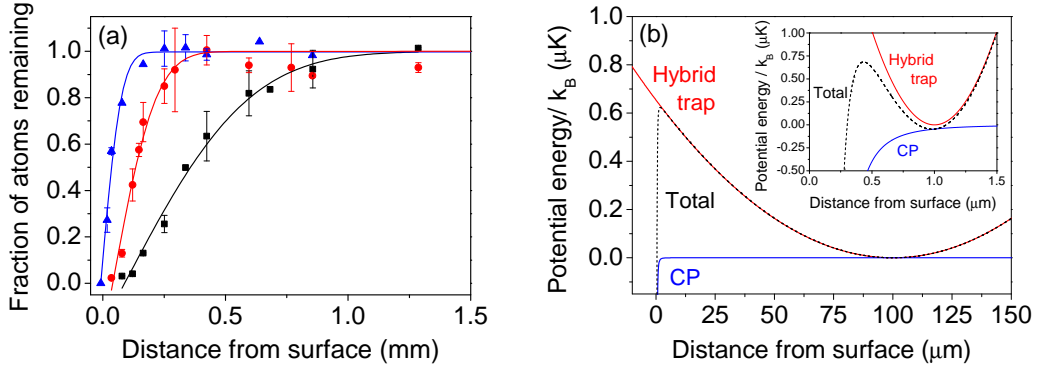 (a)
Fraction of atoms remaining
1.0
0.8
0.6
0.4
0.2
0.0
0.0 0.5 1.0 1.5
Distance from surface (mm)
(b)
Potential energy/ k_B (μK)
1.0
0.8
0.6
0.4
0.2
0.0
0 25 50 75 100 125 150
Distance from surface (μm)
Hybrid
trap
Total
CP
Potential energy / k_B (μK)
1.00
0.75
0.50
0.25
0.00
-0.25
-0.50
0.0 0.5 1.0 1.5
Distance from surface (μm)
Hybrid
trap
Total
CP